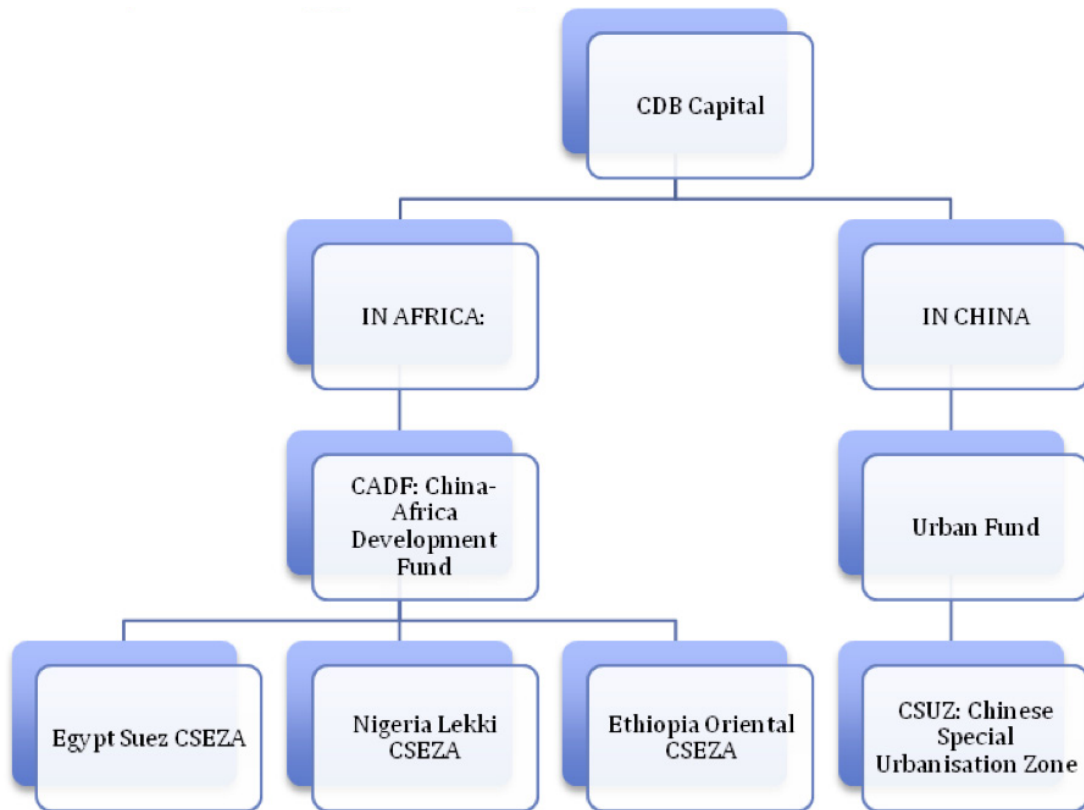 CDB Capital
IN AFRICA:
IN CHINA
CADF: China-
Africa
Development
Fund
Urban Fund
Egypt Suez CSEZA
Nigeria Lekki
CSEZA
Ethiopia Oriental
CSEZA
CSUZ: Chinese
Special
Urbanisation Zone